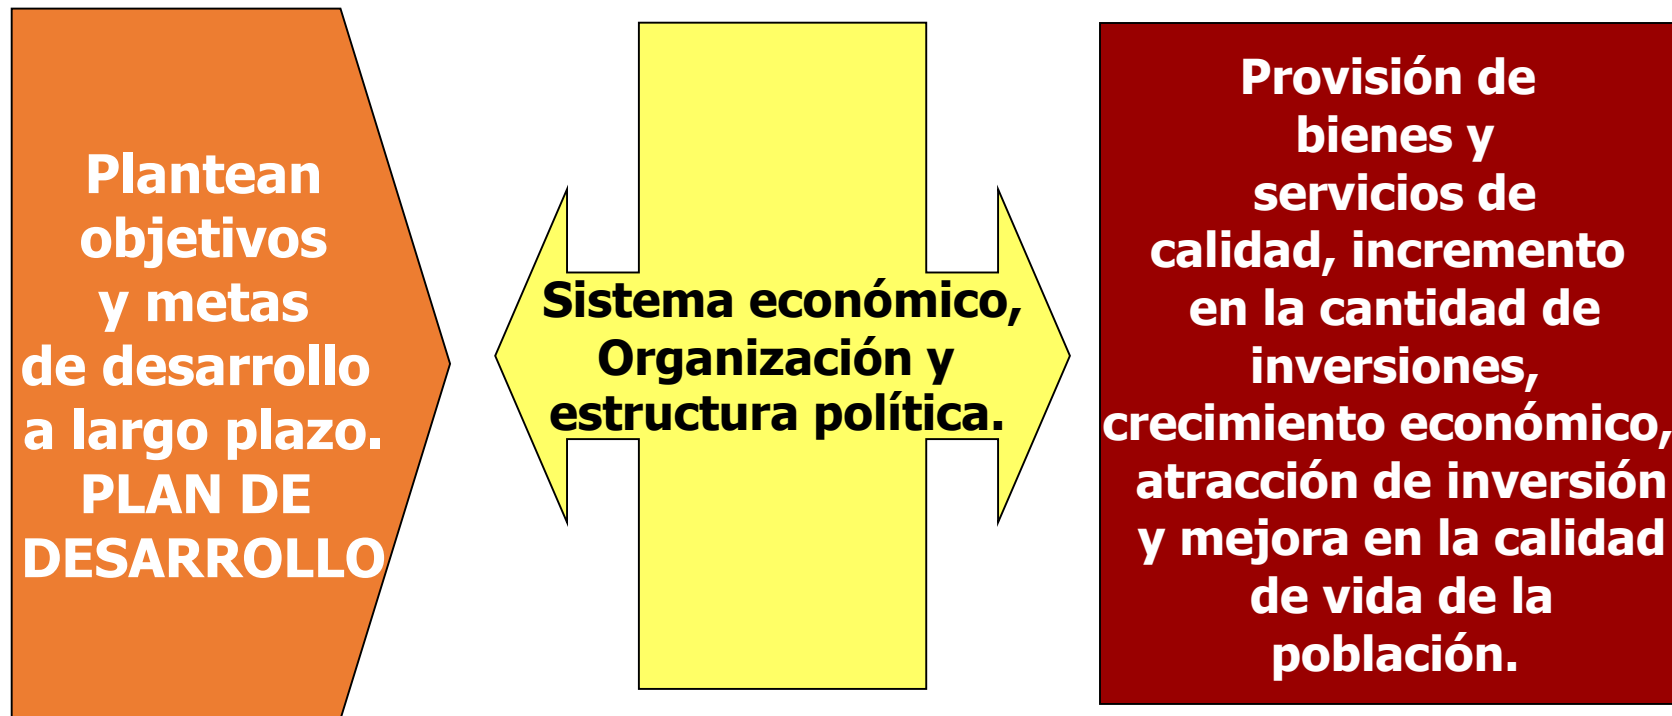 Plantean
objetivos
y metas
de desarrollo
a largo plazo.
PLAN DE
DESARROLLO
Sistema económico,
Organización y
estructura política.
Provisión de
bienes y
servicios de
calidad, incremento
en la cantidad de
inversiones,
crecimiento económico,
atracción de inversión
y mejora en la calidad
de vida de la
población.